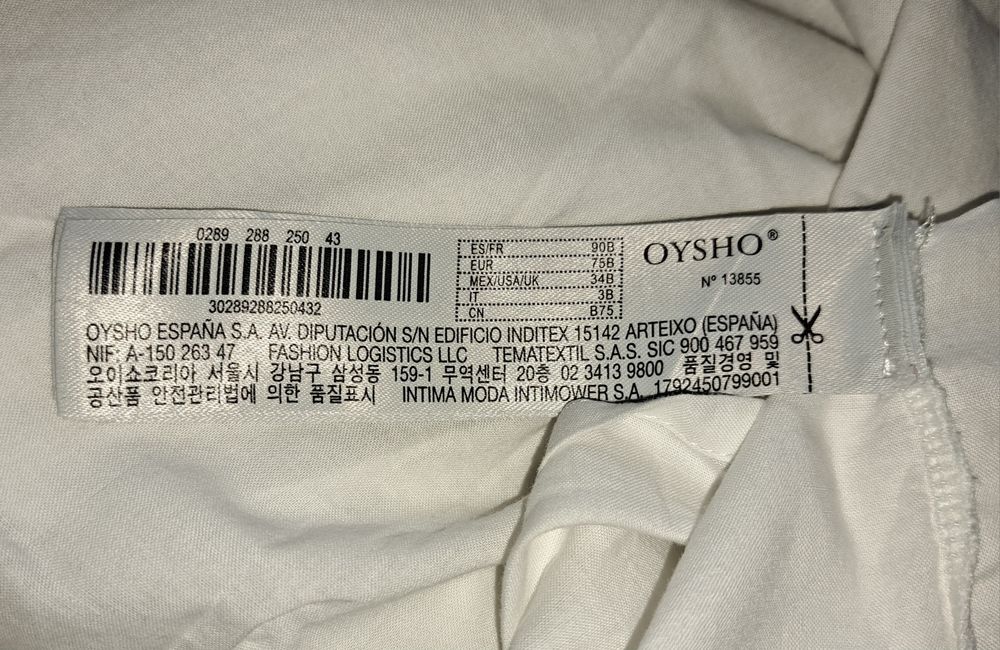 0289 288 250 43
30289288250432
ES/FR 90B
EUR 75B
MEX/USA/UK 34B
IT 3B
CN B75
OYSHO®
Nº 13855
OYSHO ESPAÑA S.A. AV. DIPUTACIÓN S/N EDIFICIO INDITEX 15142 ARTEIXO (ESPAÑA)
NIF: A-150 263 47 FASHION LOGISTICS LLC TEMATEXTIL S.A.S. SIC 900 467 959
오이쇼코리아 서울시 강남구 삼성동 159-1 무역센터 20층 02 3413 9800 품질경영 및
공산품 안전관리법에 의한 품질표시 INTIMA MODA INTIMOWER S.A. 1792450799001